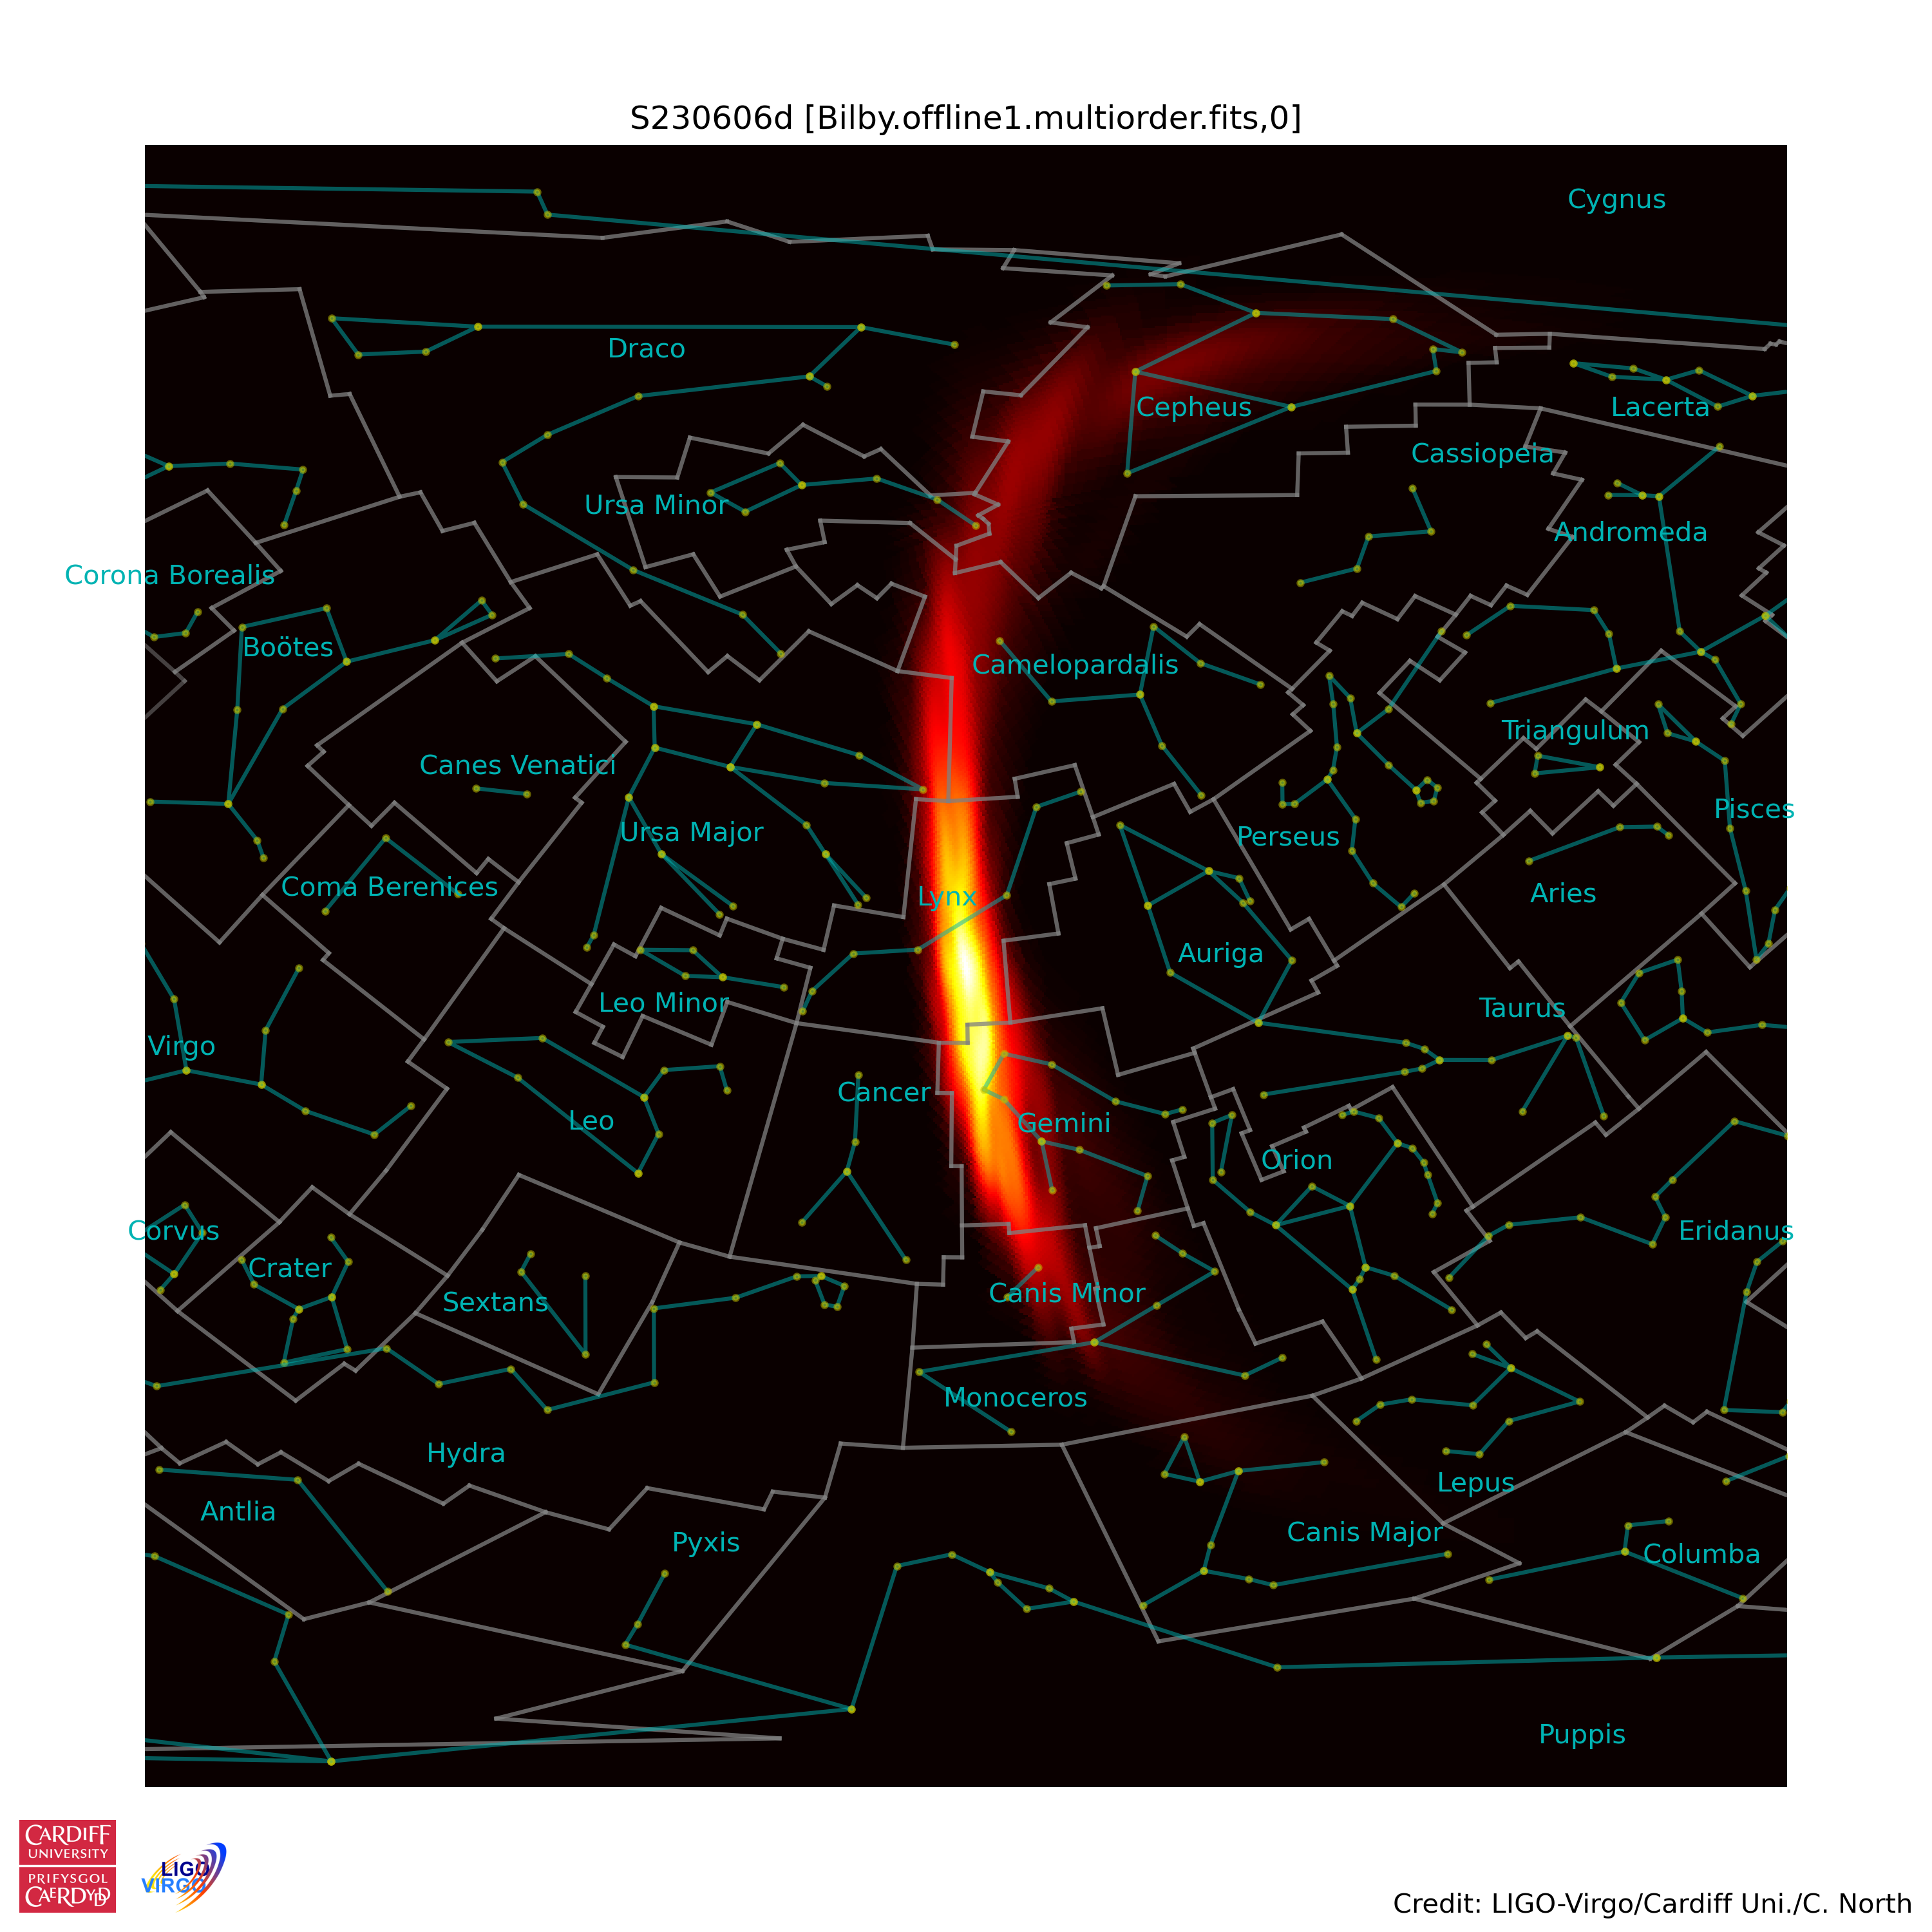 S230606d [Bilby.offline1.multiorder.fits,0]
Cygnus
Draco
Cepheus
Lacerta
Cassiopela
Ursa Minor
Andromeda
Corona Borealis
Boötes
Camelopardalis
Triangulum
Canes Venatici
Pisces
Ursa Major
Perseus
Coma Berenices
Lynx
Aries
Auriga
Leo Minor
Taurus
Virgo
Cancer
Leo
Gemini
Orion
Corvus
Eridanus
Crater
Canis Minor
Sextans
Monoceros
Hydra
Lepus
Antlia
Canis Major
Pyxis
Columba
Puppis
CARDIFF
UNIVERSITY
PRIFYSGOL
CAERDYD
LIGO
VIRGO
Credit: LIGO-Virgo/Cardiff Uni./C. North